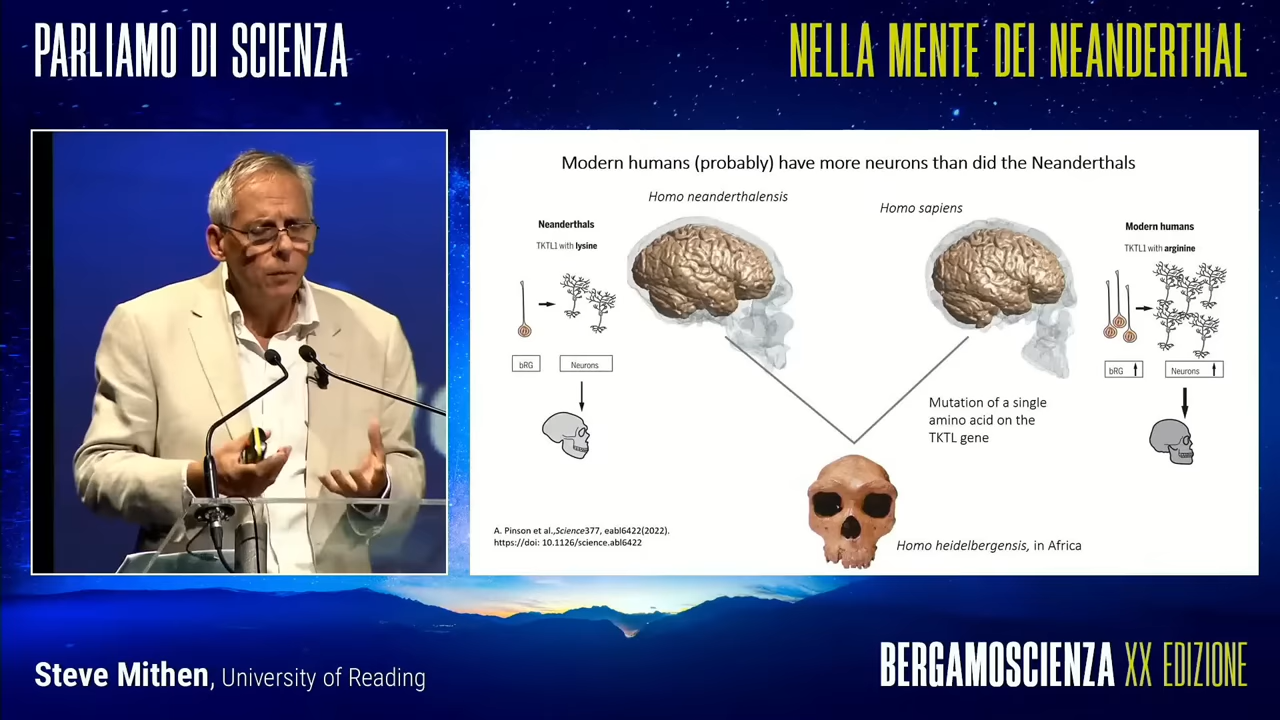 PARLIAMO DI SCIENZA
NELLA MENTE DEI NEANDERTHAL
Modern humans (probably) have more neurons than did the Neanderthals
Homo neanderthalensis
Homo sapiens
Neanderthals
TKTL1 with lysine
Modern humans
TKTL1 with arginine
bRG
Neurons
bRG
Neurons
Mutation of a single
amino acid on the
TKTL gene
A. Pinson et al.,Science377, eabl6422(2022).
https://doi: 10.1126/science.abl6422
Homo heidelbergensis, in Africa
Steve Mithen, University of Reading
BERGAMOSCIENZA XX EDIZIONE